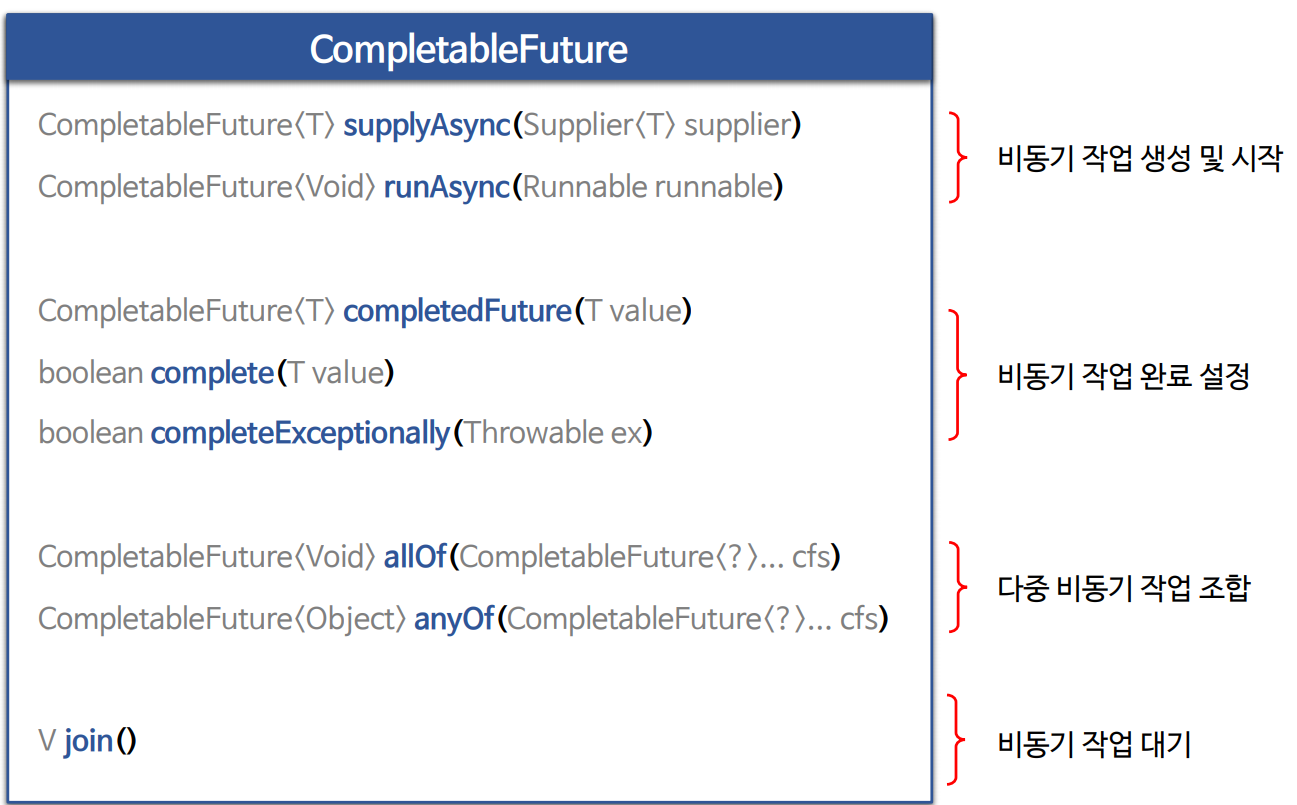 CompletableFuture
CompletableFuture〈T〉 supplyAsync(Supplier〈T〉 supplier)
CompletableFuture〈Void〉 runAsync(Runnable runnable)
비동기 작업 생성 및 시작
CompletableFuture〈T〉 completedFuture(T value)
boolean complete(T value)
boolean completeExceptionally(Throwable ex)
비동기 작업 완료 설정
CompletableFuture〈Void〉 allOf(CompletableFuture〈?〉... cfs)
CompletableFuture〈Object〉 anyOf(CompletableFuture〈?〉... cfs)
다중 비동기 작업 조합
V join()
비동기 작업 대기